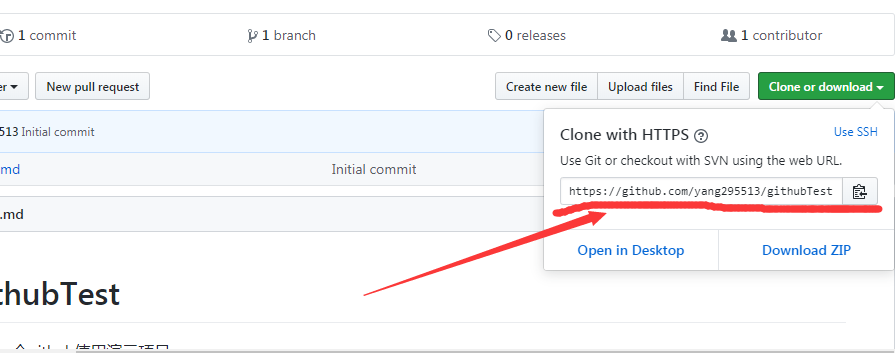 1 commit
1 branch
0 releases
1 contributor
New pull request
Create new file
Upload files
Find File
Clone or download
513 Initial commit
.md
Initial commit
.md
Clone with HTTPS
Use SSH
Use Git or checkout with SVN using the web URL.
https://github.com/yang295513/githubTest
Open in Desktop
Download ZIP
thubTest